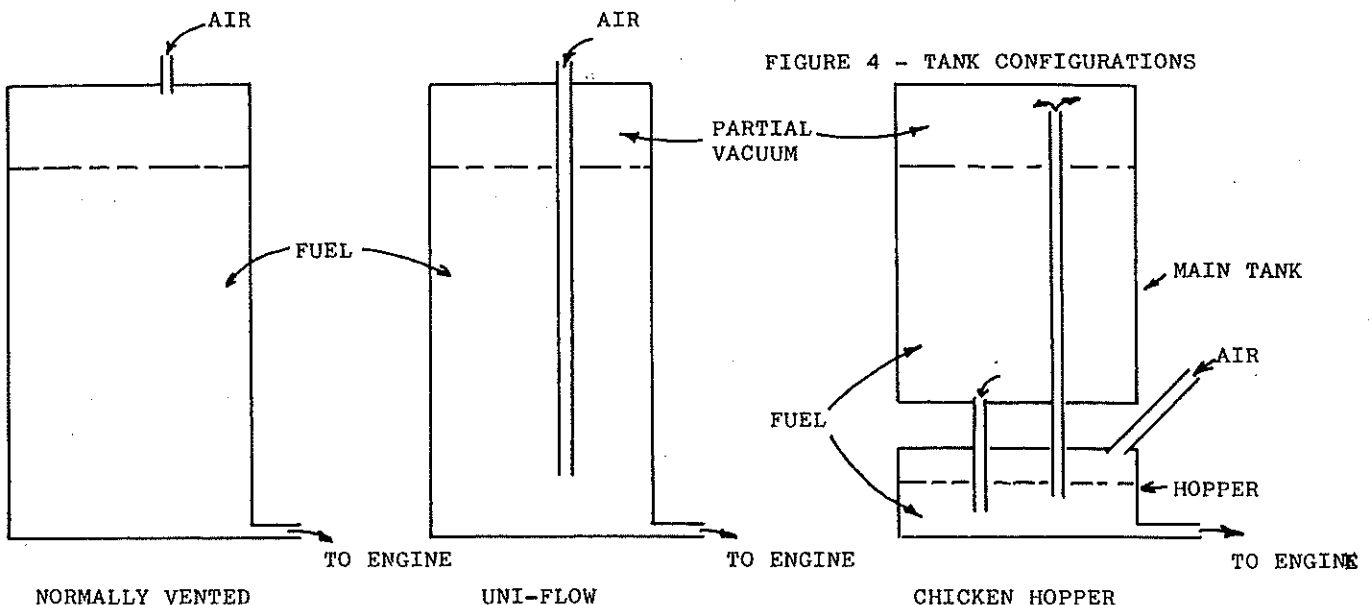 AIR
AIR
FIGURE 4 - TANK CONFIGURATIONS
PARTIAL
VACUUM
FUEL
MAIN TANK
AIR
FUEL
HOPPER
TO ENGINE
TO ENGINE
TO ENGINE
NORMALLY VENTED
UNI-FLOW
CHICKEN HOPPER